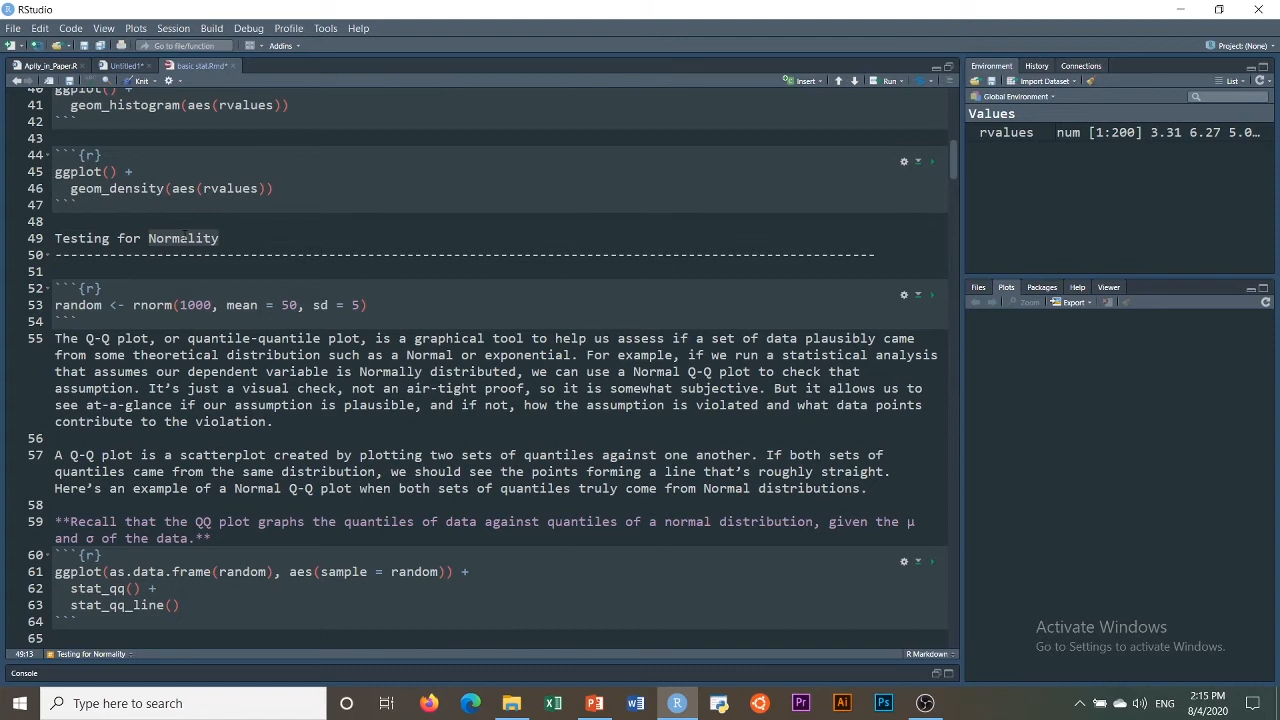 RStudio
File Edit Code View Plots Session Build Debug Profile Tools Help
Go to file/function Addins Project: (None)
Aplly_in_Paper.R Untitled1* basic stat.Rmd*
Knit Insert Run
40 ggplot() +
41 geom_histogram(aes(rvalues))
42 ```
43
44 ```{r}
45 ggplot() +
46 geom_density(aes(rvalues))
47 ```
48
49 Testing for Normality
50 ---------------------------------------------------------------------------------------------------------
51
52 ```{r}
53 random <- rnorm(1000, mean = 50, sd = 5)
54 ```
55 The Q-Q plot, or quantile-quantile plot, is a graphical tool to help us assess if a set of data plausibly came
from some theoretical distribution such as a Normal or exponential. For example, if we run a statistical analysis
that assumes our dependent variable is Normally distributed, we can use a Normal Q-Q plot to check that
assumption. It’s just a visual check, not an air-tight proof, so it is somewhat subjective. But it allows us to
see at-a-glance if our assumption is plausible, and if not, how the assumption is violated and what data points
contribute to the violation.
56
57 A Q-Q plot is a scatterplot created by plotting two sets of quantiles against one another. If both sets of
quantiles came from the same distribution, we should see the points forming a line that’s roughly straight.
Here’s an example of a Normal Q-Q plot when both sets of quantiles truly come from Normal distributions.
58
59 **Recall that the QQ plot graphs the quantiles of data against quantiles of a normal distribution, given the μ
and σ of the data.**
60 ```{r}
61 ggplot(as.data.frame(random), aes(sample = random)) +
62 stat_qq() +
63 stat_qq_line()
64 ```
65
49:13 Testing for Normality R Markdown
Console
Environment History Connections
Import Dataset List
Global Environment
Values
rvalues num [1:200] 3.31 6.27 5.0…
Files Plots Packages Help Viewer
Zoom Export
Activate Windows
Go to Settings to activate Windows.
Type here to search
R Pr Ai Ps
ENG 2:15 PM
8/4/2020